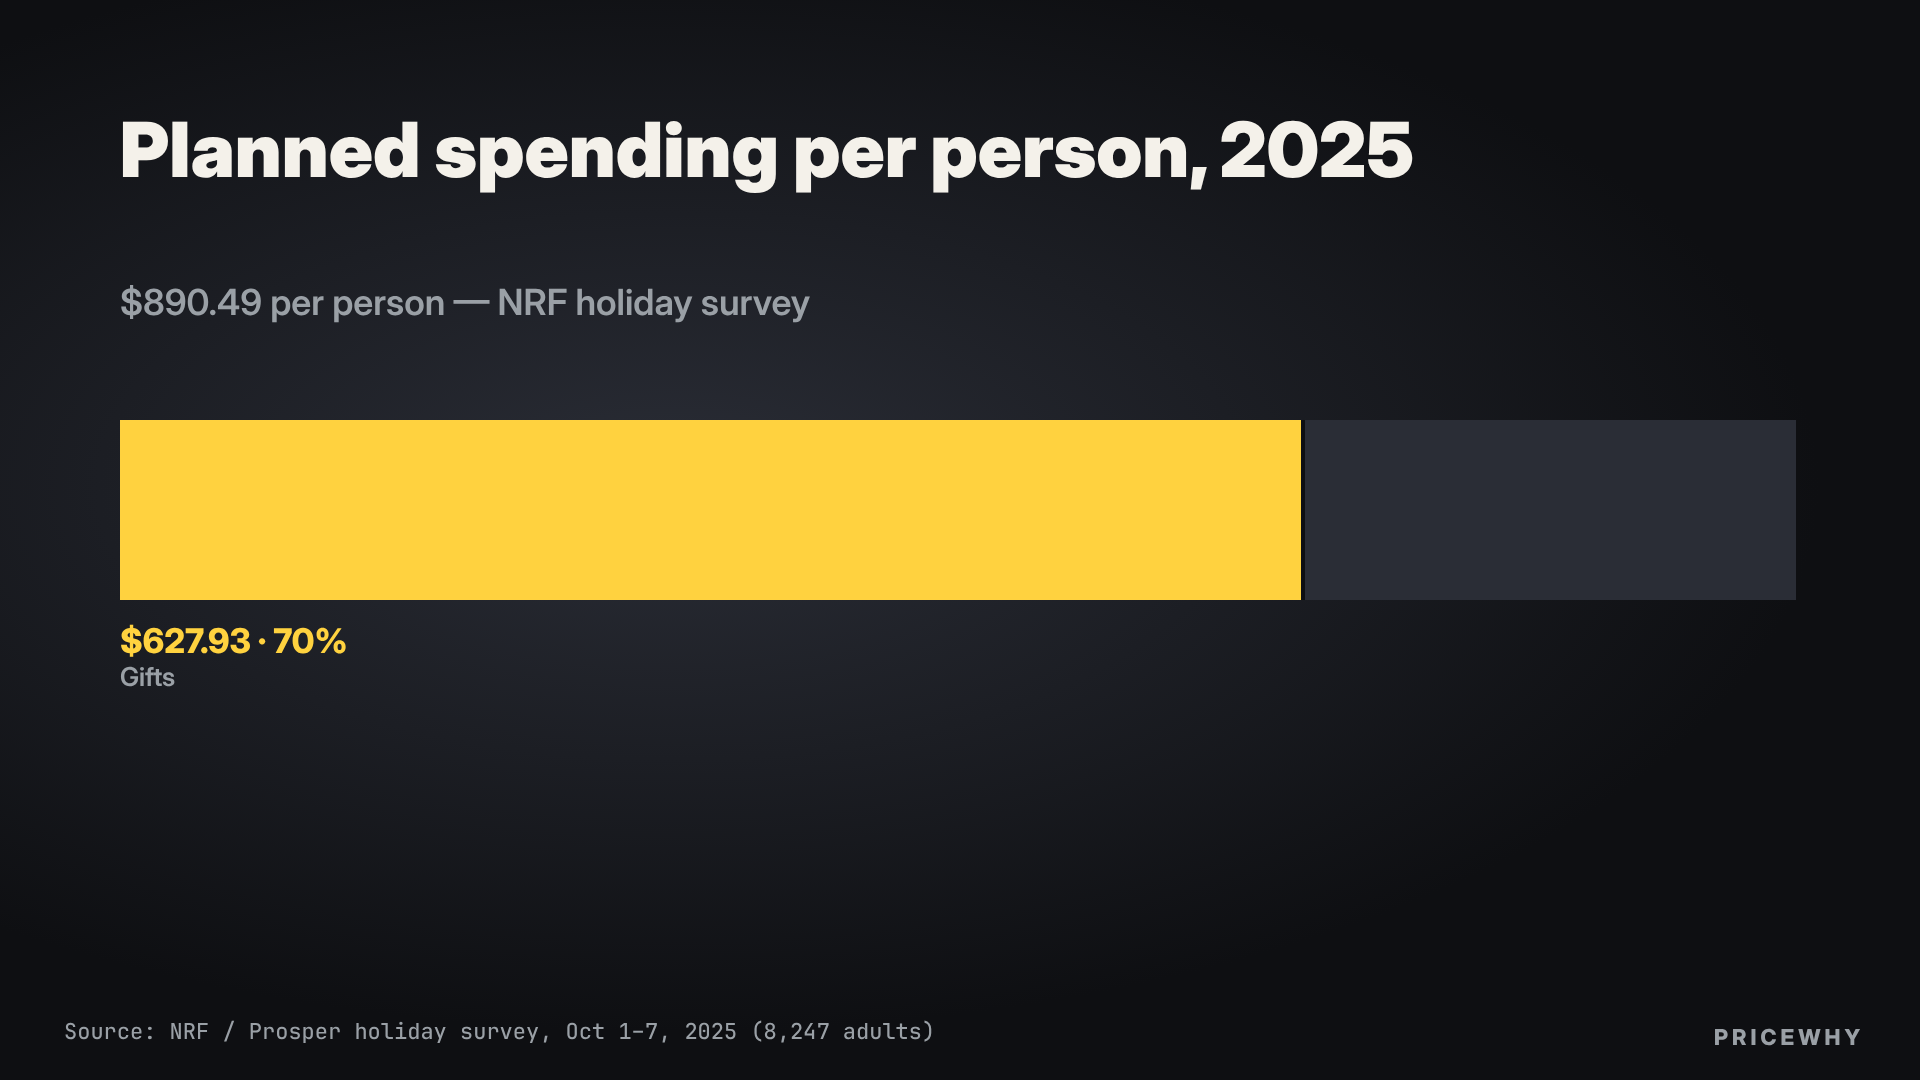 Planned spending per person, 2025
$890.49 per person — NRF holiday survey
$627.93 · 70%
Gifts
Source: NRF / Prosper holiday survey, Oct 1–7, 2025 (8,247 adults)
PRICEWHY